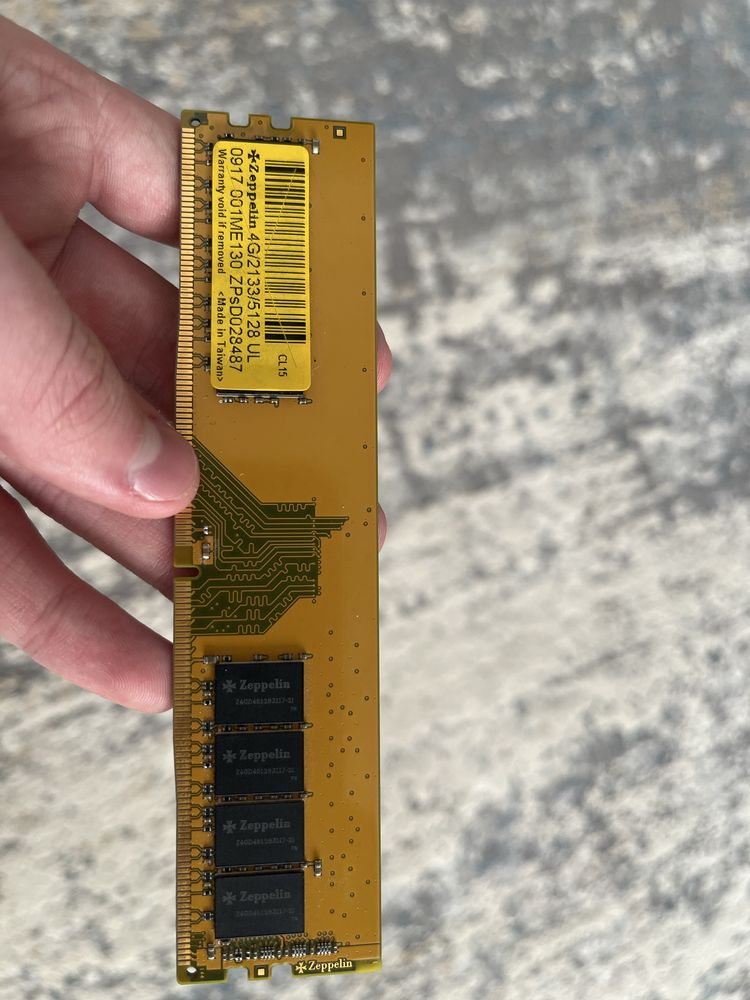 Zeppelin 4G/2133/5128 UL
CL15
0917 001ME130 ZPsD028487
Warranty void if removed <Made in Taiwan>
Zeppelin
Zeppelin
Zeppelin
Zeppelin
Zeppelin